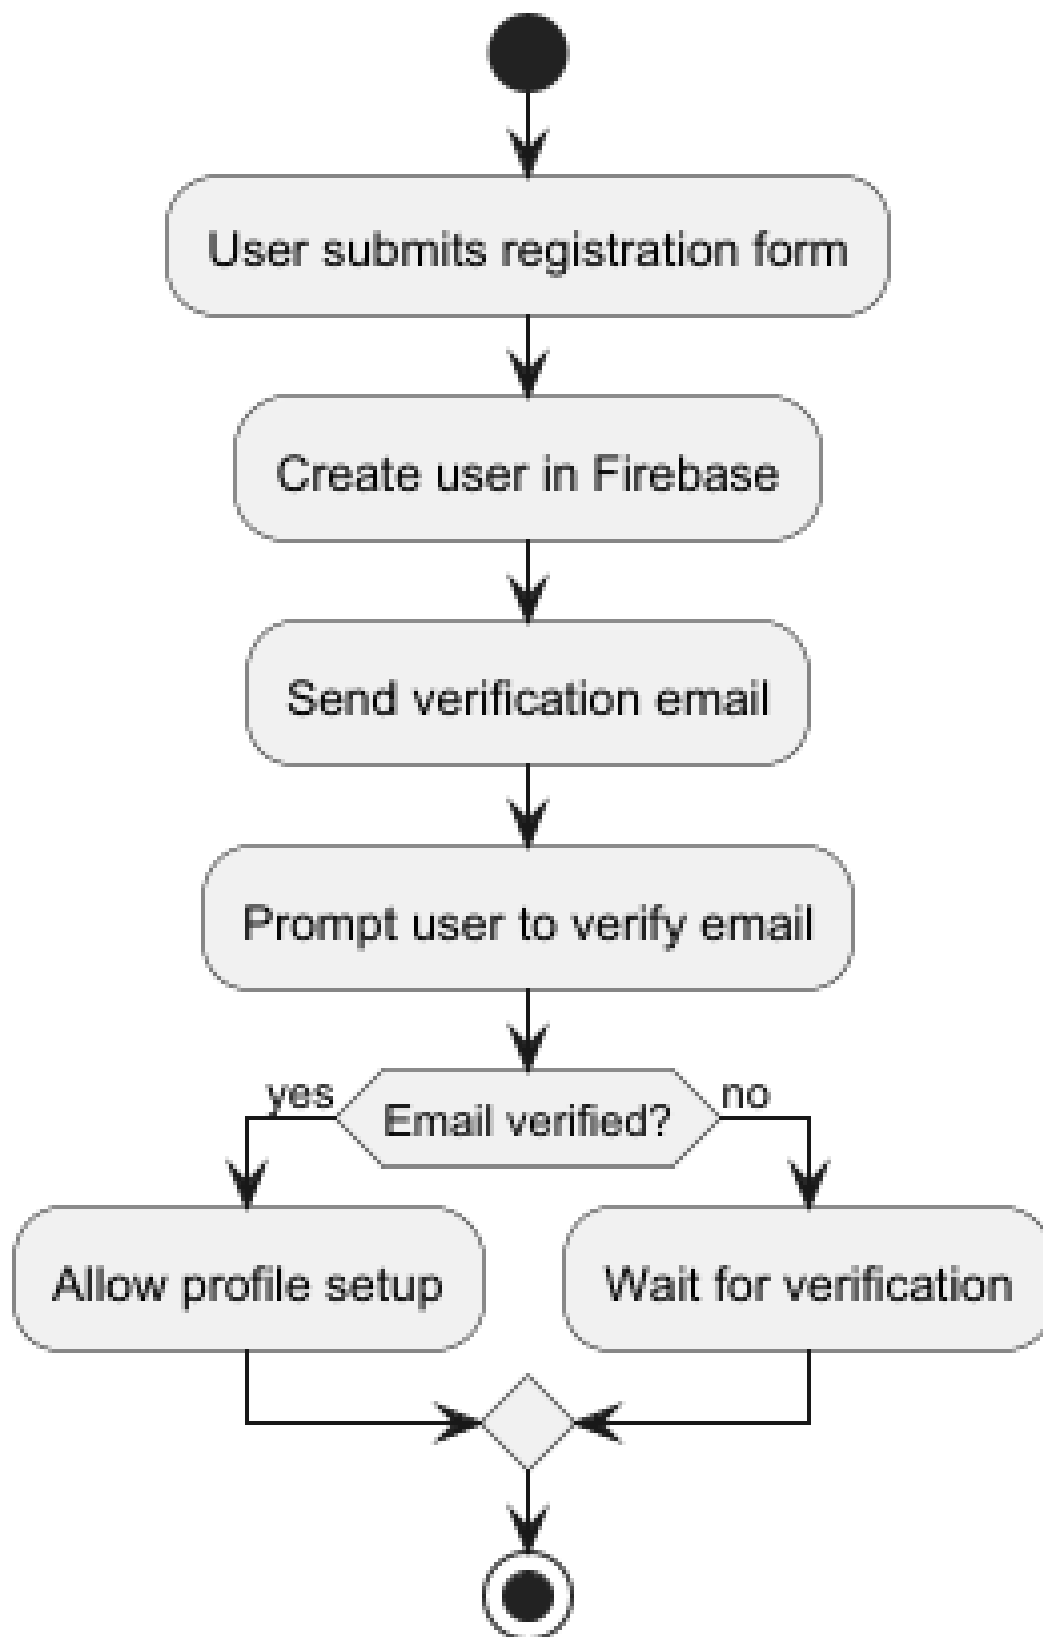 User submits registration form
Create user in Firebase
Send verification email
Prompt user to verify email
yes
Email verified?
no
Allow profile setup
Wait for verification